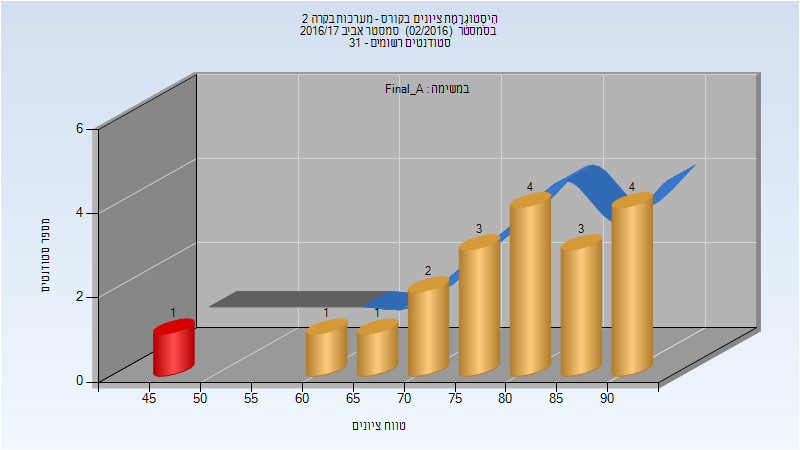 היסטוגרמת ציונים בקורס - מערכות בקרה 2
בסמסטר (02/2016) סמסטר אביב 2016/17
סטודנטים רשומים - 31
במשימה : Final_A
מספר סטודנטים
6
4
2
0
1
1
1
2
3
4
3
4
45 50 55 60 65 70 75 80 85 90
טווח ציונים